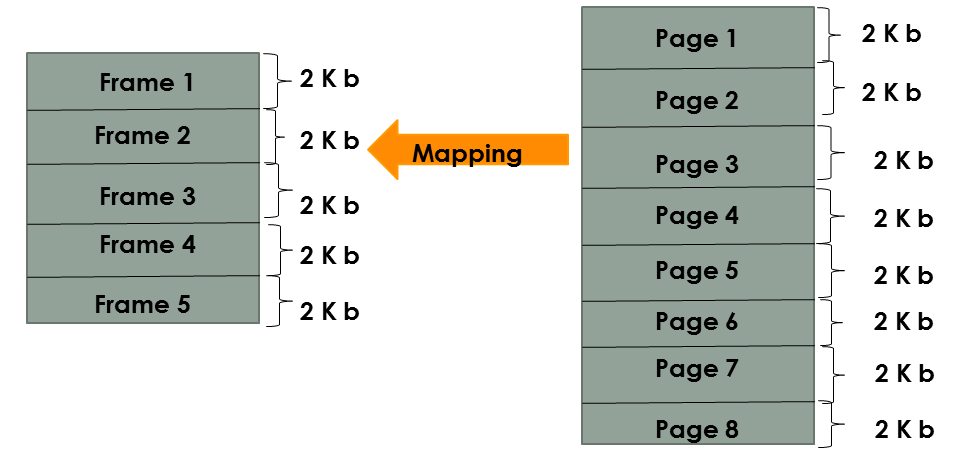 Frame 1
2 K b
Frame 2
2 K b
Frame 3
2 K b
Frame 4
2 K b
Frame 5
2 K b
Mapping
Page 1
2 K b
Page 2
2 K b
Page 3
2 K b
Page 4
2 K b
Page 5
2 K b
Page 6
2 K b
Page 7
2 K b
Page 8
2 K b